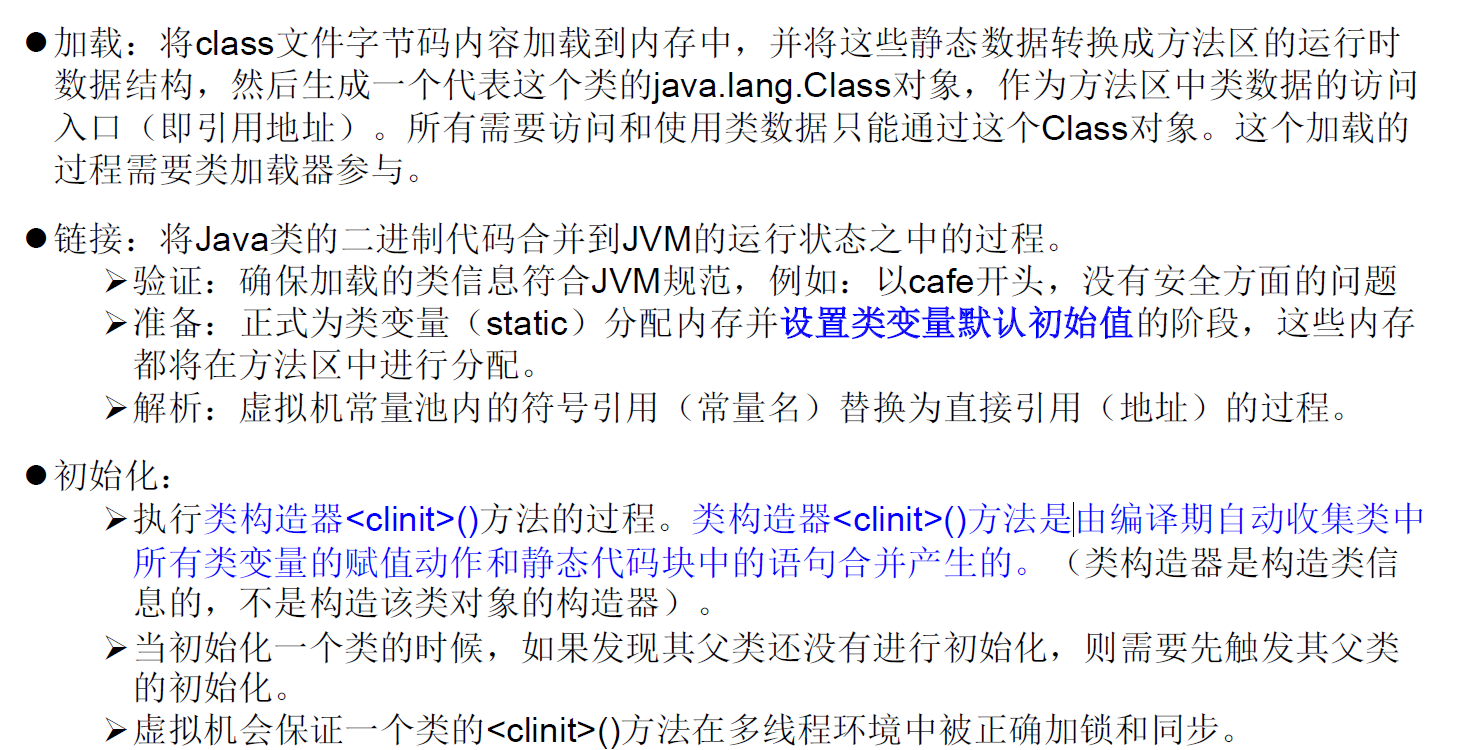 ●加载：将class文件字节码内容加载到内存中，并将这些静态数据转换成方法区的运行时
数据结构，然后生成一个代表这个类的java.lang.Class对象，作为方法区中类数据的访问
入口（即引用地址）。所有需要访问和使用类数据只能通过这个Class对象。这个加载的
过程需要类加载器参与。
●链接：将Java类的二进制代码合并到JVM的运行状态之中的过程。
➢验证：确保加载的类信息符合JVM规范，例如：以cafe开头，没有安全方面的问题
➢准备：正式为类变量（static）分配内存并设置类变量默认初始值的阶段，这些内存
都将在方法区中进行分配。
➢解析：虚拟机常量池内的符号引用（常量名）替换为直接引用（地址）的过程。
●初始化：
➢执行类构造器<clinit>()方法的过程。类构造器<clinit>()方法是由编译期自动收集类中
所有类变量的赋值动作和静态代码块中的语句合并产生的。（类构造器是构造类信
息的，不是构造该类对象的构造器）。
➢当初始化一个类的时候，如果发现其父类还没有进行初始化，则需要先触发其父类
的初始化。
➢虚拟机会保证一个类的<clinit>()方法在多线程环境中被正确加锁和同步。